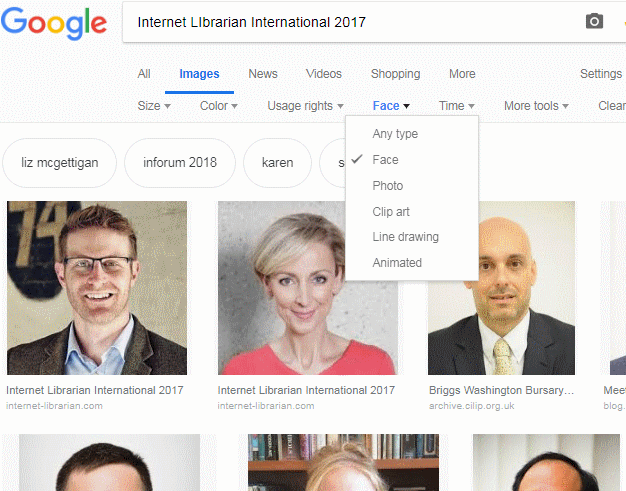 Google Internet LIbrarian International 2017
All Images News Videos Shopping More Settings
Size Color Usage rights Face Time More tools Clear
Any type
Face
Photo
Clip art
Line drawing
Animated
liz mcgettigan inforum 2018 karen s
74
Internet Librarian International 2017 Internet Librarian International 2017 Briggs Washington Bursary… Meet
internet-librarian.com internet-librarian.com archive.cilip.org.uk blog.